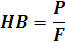 HB = P/F